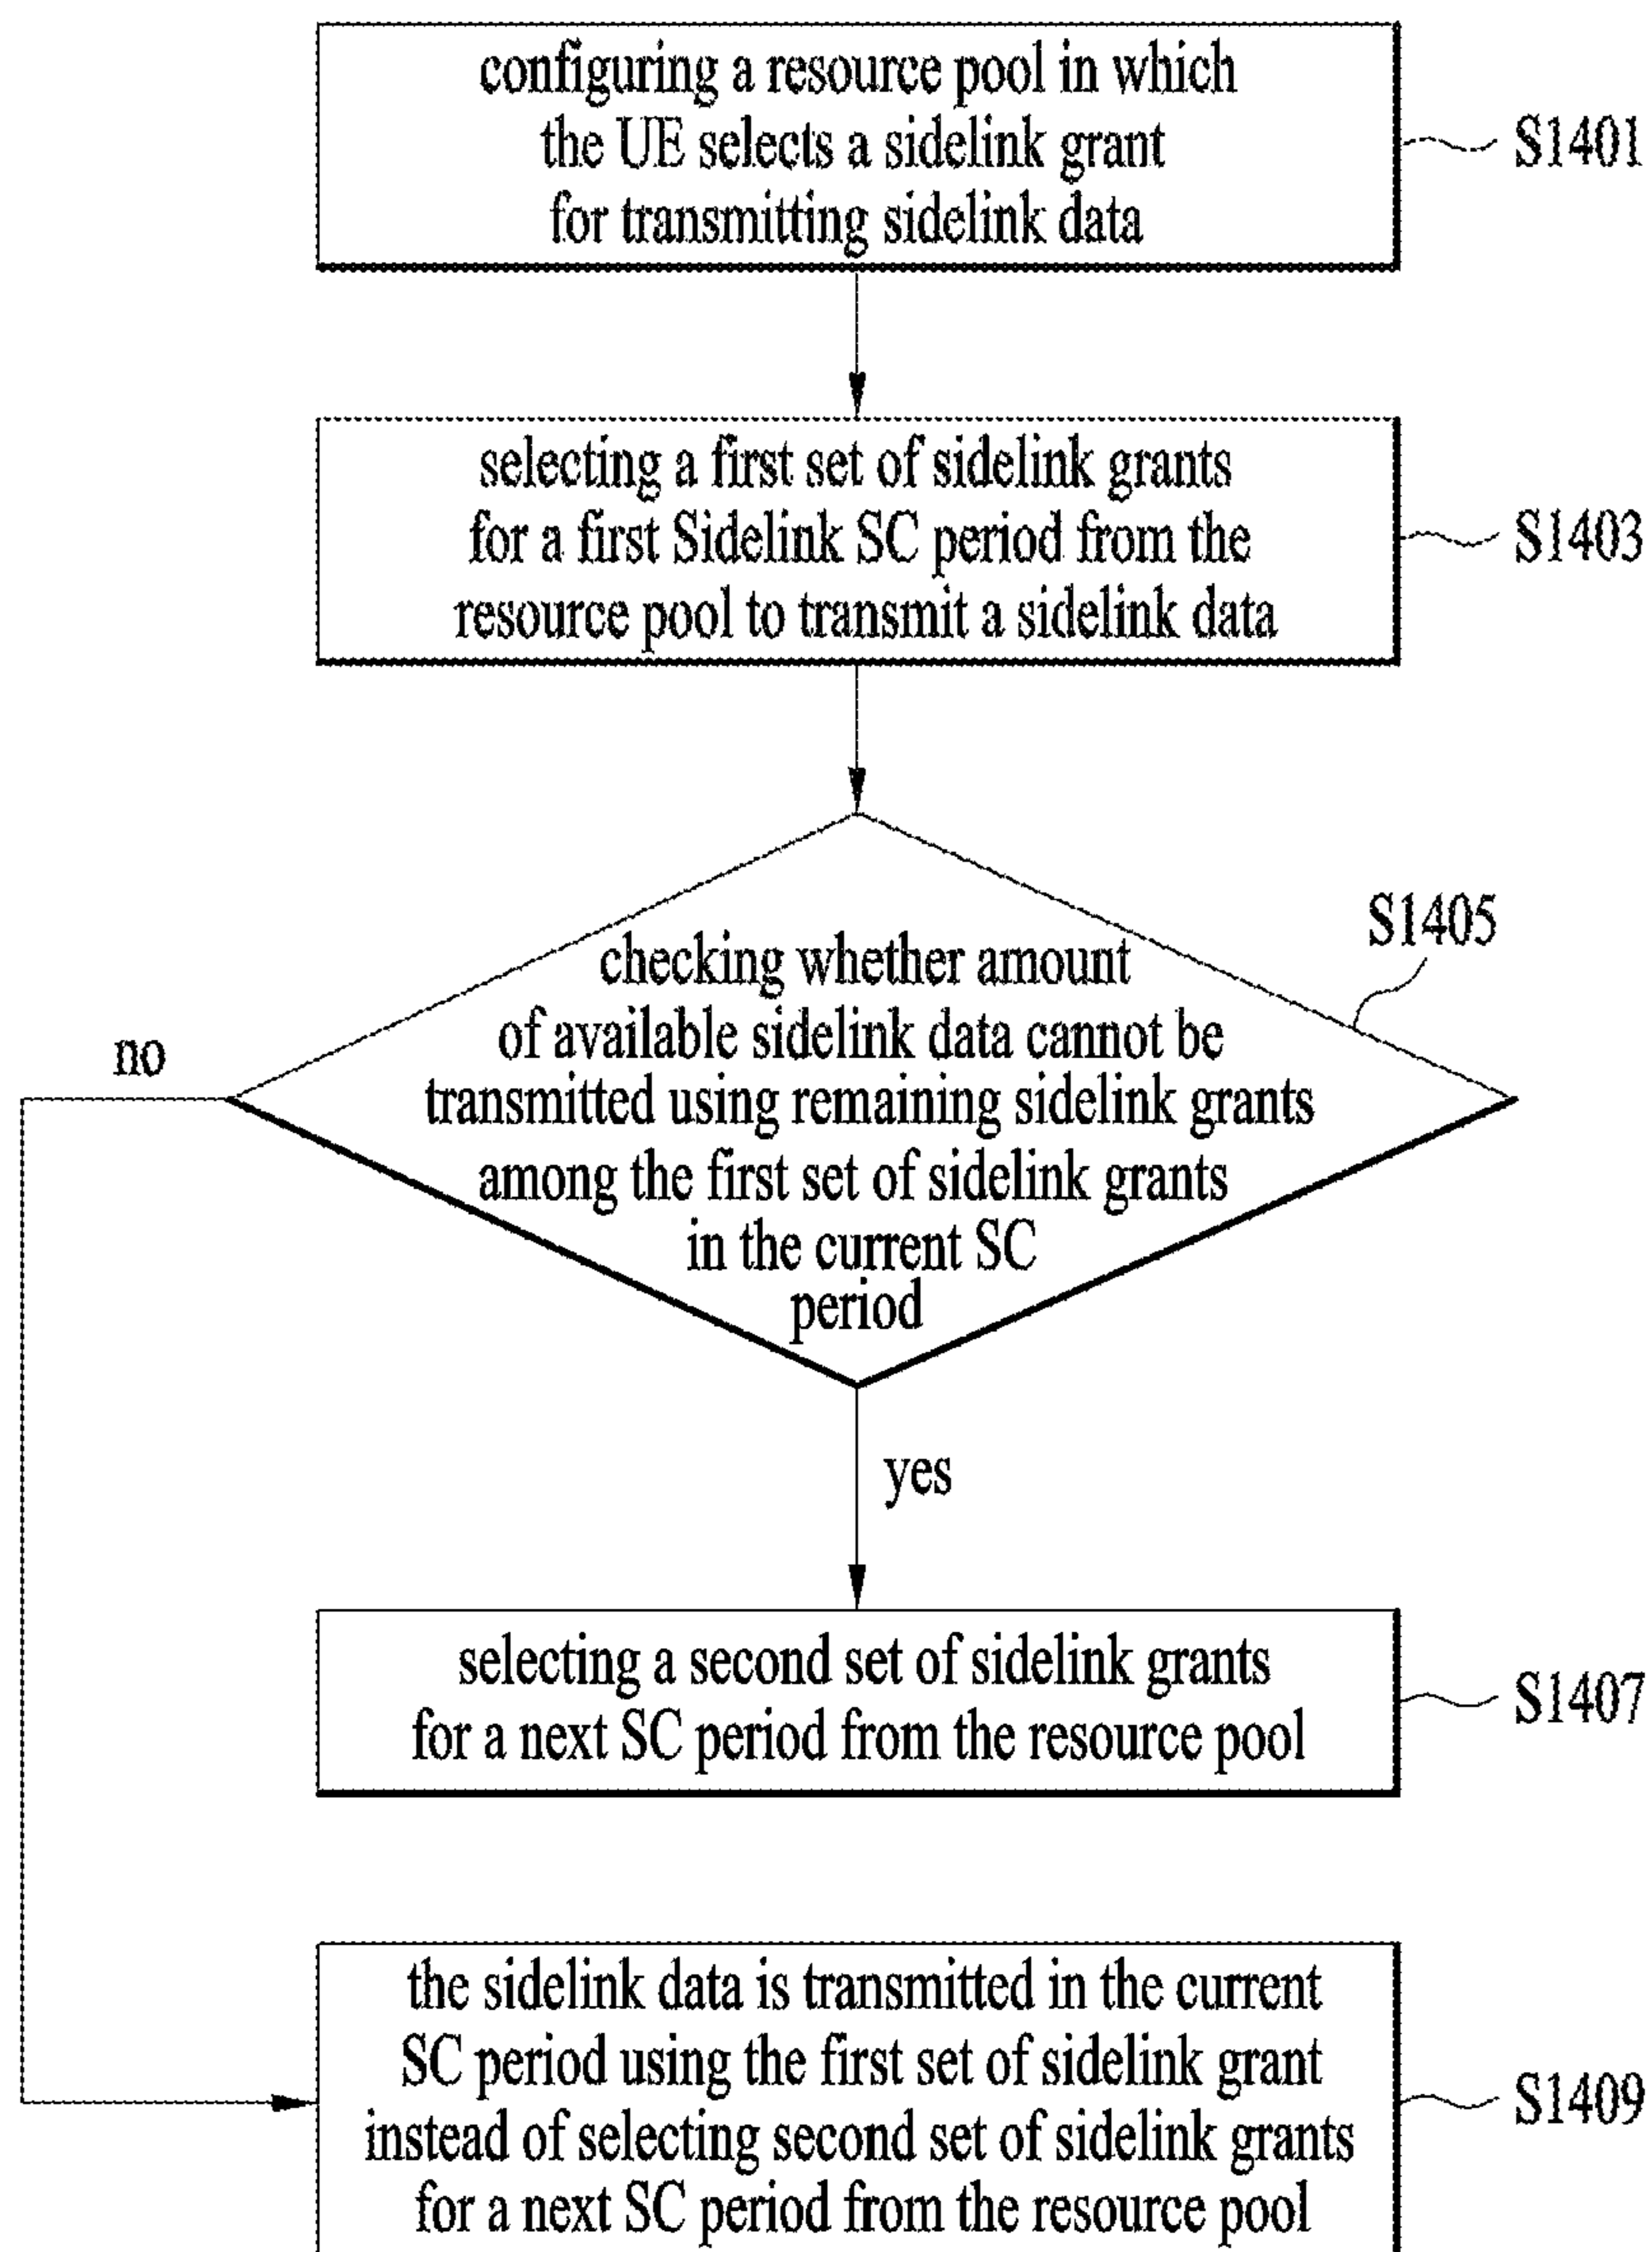 configuring a resource pool in which
the UE selects a sidelink grant
for transmitting sidelink data
S1401
selecting a first set of sidelink grants
for a first Sidelink SC period from the
resource pool to transmit a sidelink data
S1403
S1405
checking whether amount
of available sidelink data cannot be
transmitted using remaining sidelink grants
among the first set of sidelink grants
in the current SC
period
no
yes
selecting a second set of sidelink grants
for a next SC period from the resource pool
S1407
the sidelink data is transmitted in the current
SC period using the first set of sidelink grant
instead of selecting second set of sidelink grants
for a next SC period from the resource pool
S1409